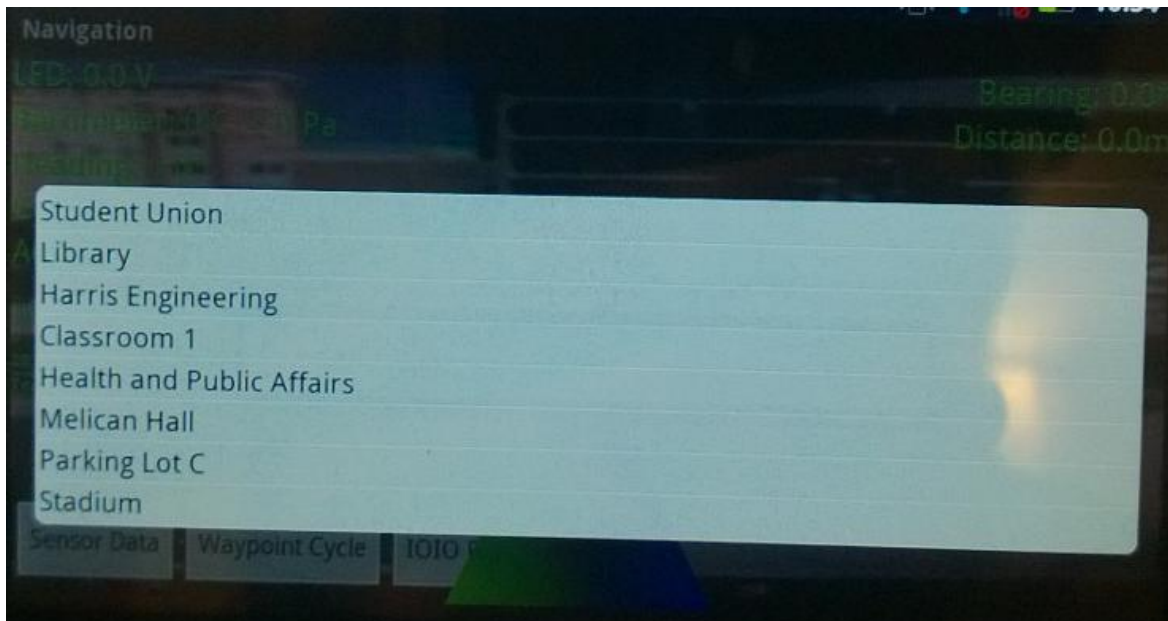 Navigation
LED: 0.0 V
Bearing: 0.0
Pa
Distance: 0.0m
Student Union
Library
Harris Engineering
Classroom 1
Health and Public Affairs
Melican Hall
Parking Lot C
Stadium
Sensor Data
Waypoint Cycle
IOIO